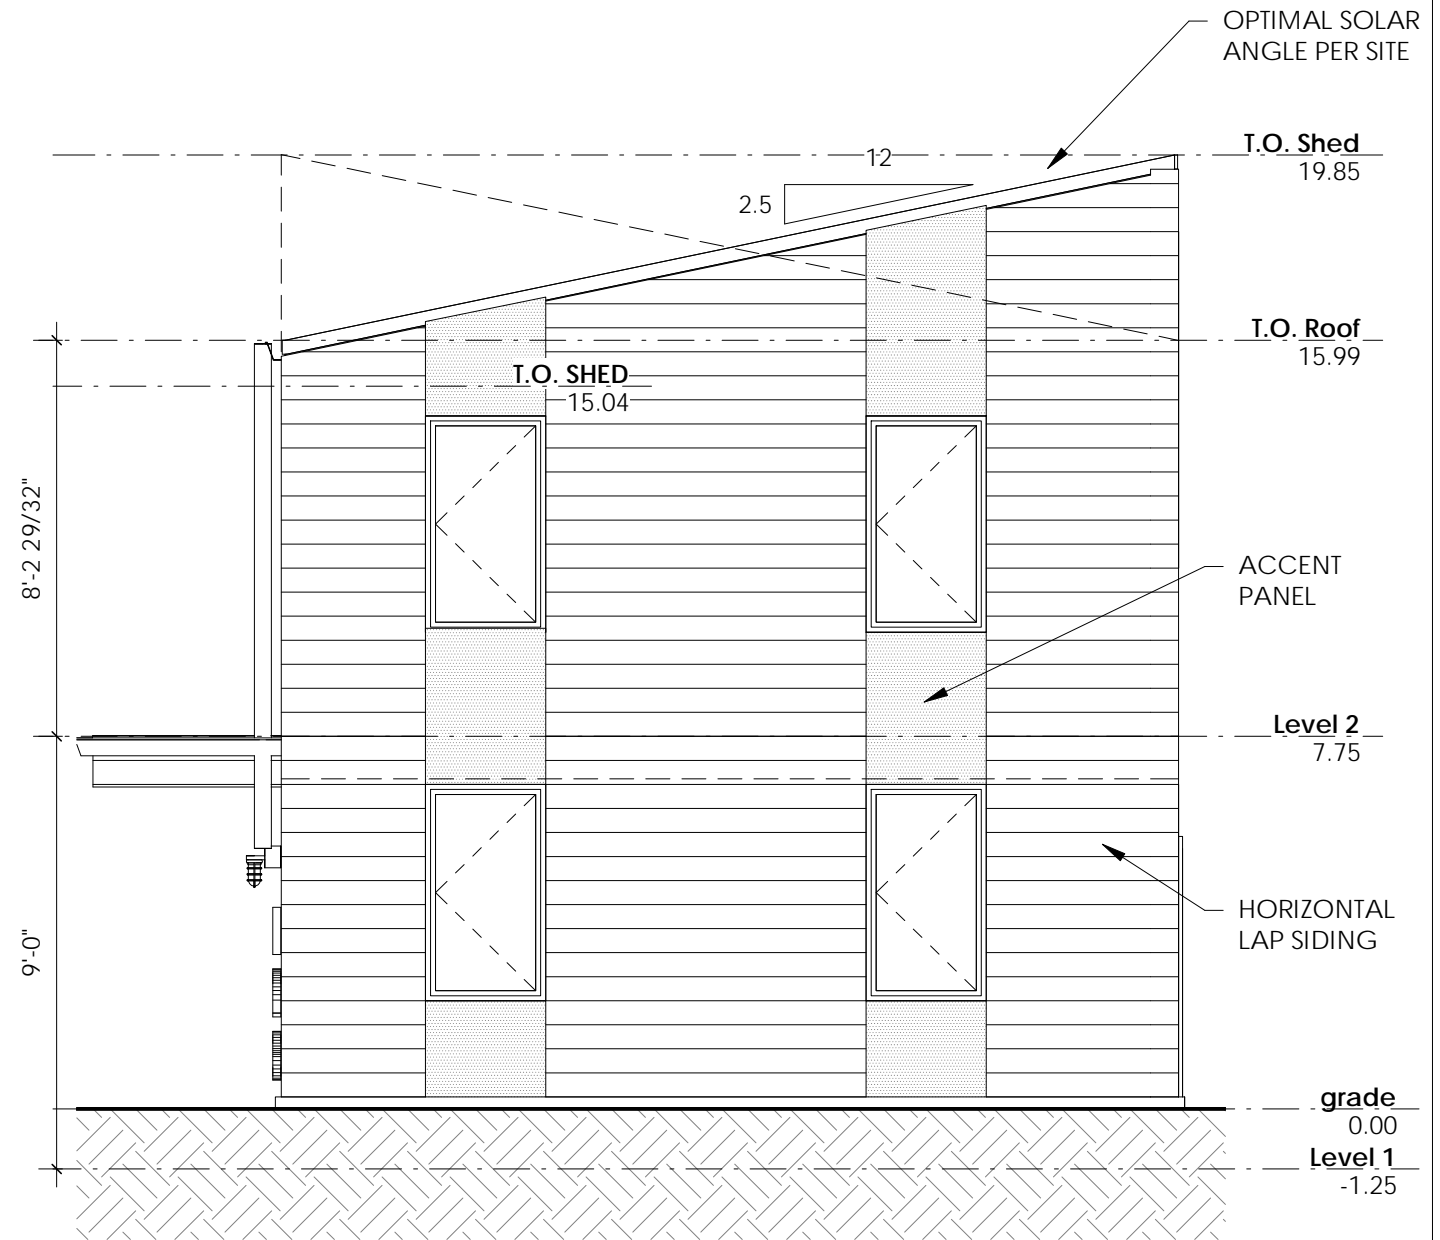 OPTIMAL SOLAR
ANGLE PER SITE
T.O. Shed
19.85
12
2.5
T.O. Roof
15.99
T.O. SHED
15.04
8'-2 29/32"
ACCENT
PANEL
Level 2
7.75
9'-0"
HORIZONTAL
LAP SIDING
grade
0.00
Level 1
-1.25